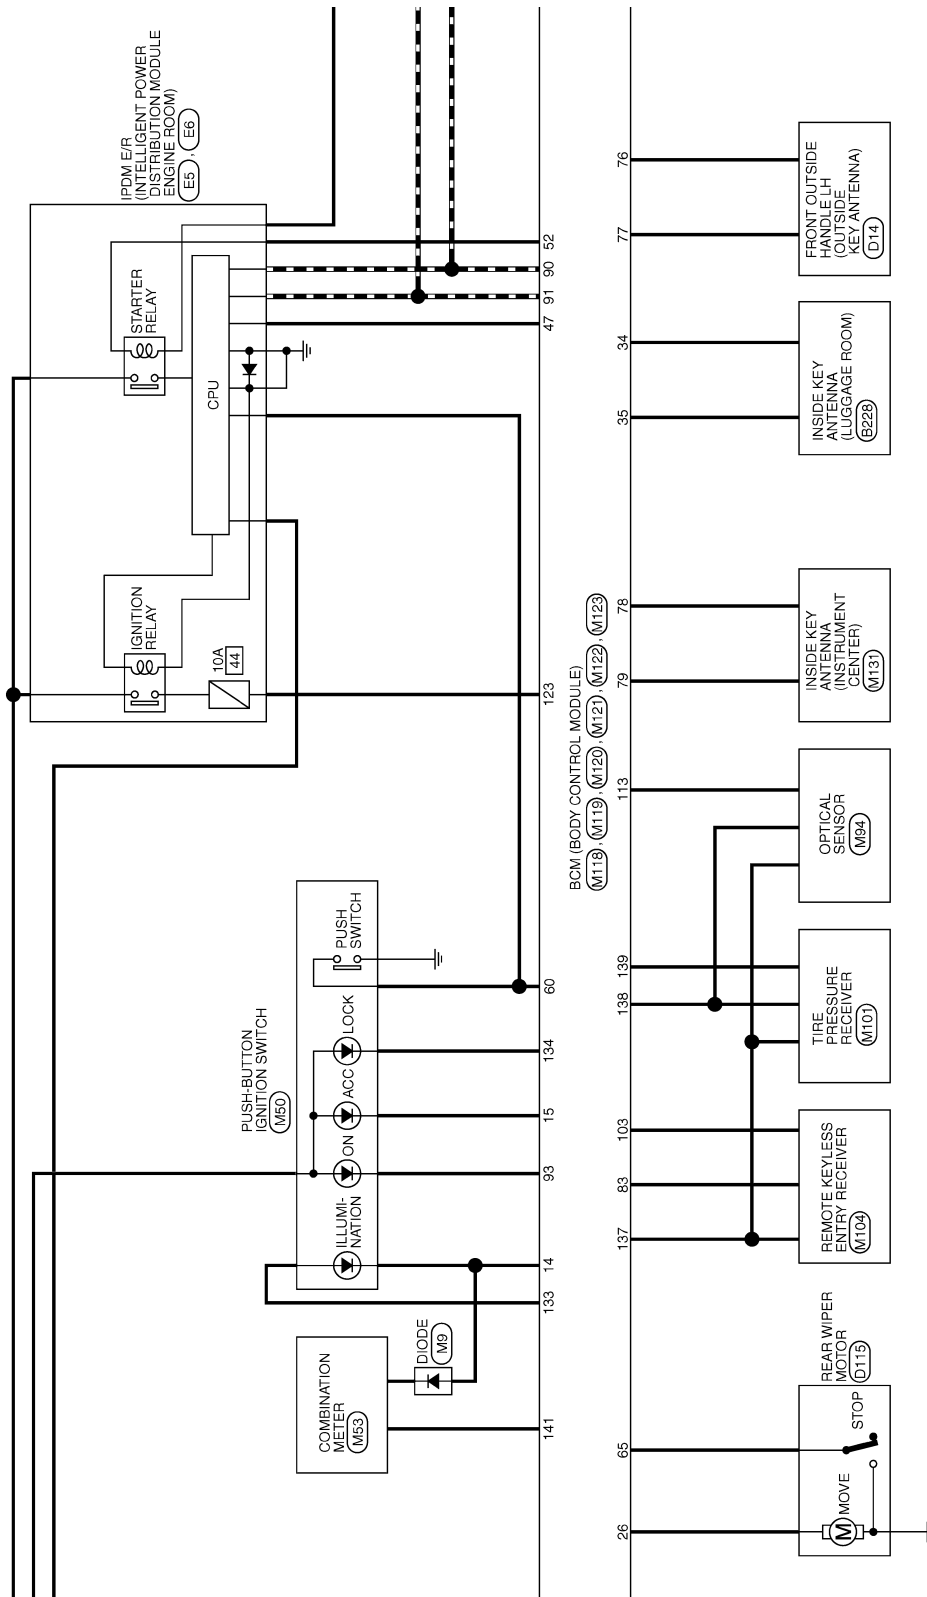 IPDM E/R
(INTELLIGENT POWER
DISTRIBUTION MODULE
ENGINE ROOM)
E5 , E6
STARTER
RELAY
CPU
IGNITION
RELAY
10A
44
52
90
91
47
123
PUSH-BUTTON
IGNITION SWITCH
M50
PUSH
SWITCH
LOCK
ACC
ON
ILLUMI-
NATION
60
134
15
93
14
133
141
COMBINATION
METER
M53
DIODE
M9
BCM (BODY CONTROL MODULE)
M118 , M119 , M120 , M121 , M122 , M123
76
77
FRONT OUTSIDE
HANDLE LH
(OUTSIDE
KEY ANTENNA)
D14
34
35
INSIDE KEY
ANTENNA
(LUGGAGE ROOM)
B228
78
79
INSIDE KEY
ANTENNA
(INSTRUMENT
CENTER)
M131
113
OPTICAL
SENSOR
M94
139
138
TIRE
PRESSURE
RECEIVER
M101
103
83
137
REMOTE KEYLESS
ENTRY RECEIVER
M104
REAR WIPER
MOTOR
D115
65
26
STOP
MOVE
M